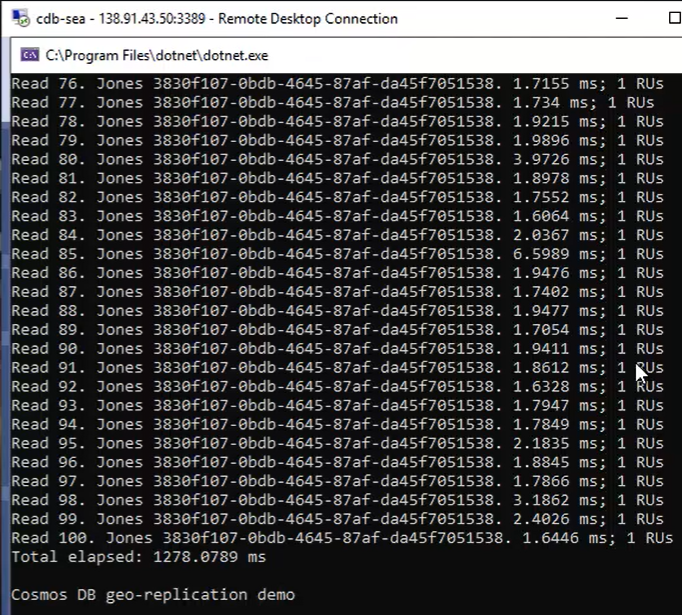 cdb-sea - 138.91.43.50:3389 - Remote Desktop Connection
C:\Program Files\dotnet\dotnet.exe
Read 76. Jones 3830f107-0bdb-4645-87af-da45f7051538. 1.7155 ms; 1 RUs
Read 77. Jones 3830f107-0bdb-4645-87af-da45f7051538. 1.734 ms; 1 RUs
Read 78. Jones 3830f107-0bdb-4645-87af-da45f7051538. 1.9215 ms; 1 RUs
Read 79. Jones 3830f107-0bdb-4645-87af-da45f7051538. 1.9896 ms; 1 RUs
Read 80. Jones 3830f107-0bdb-4645-87af-da45f7051538. 3.9726 ms; 1 RUs
Read 81. Jones 3830f107-0bdb-4645-87af-da45f7051538. 1.8978 ms; 1 RUs
Read 82. Jones 3830f107-0bdb-4645-87af-da45f7051538. 1.7552 ms; 1 RUs
Read 83. Jones 3830f107-0bdb-4645-87af-da45f7051538. 1.6064 ms; 1 RUs
Read 84. Jones 3830f107-0bdb-4645-87af-da45f7051538. 2.0367 ms; 1 RUs
Read 85. Jones 3830f107-0bdb-4645-87af-da45f7051538. 6.5989 ms; 1 RUs
Read 86. Jones 3830f107-0bdb-4645-87af-da45f7051538. 1.9476 ms; 1 RUs
Read 87. Jones 3830f107-0bdb-4645-87af-da45f7051538. 1.7402 ms; 1 RUs
Read 88. Jones 3830f107-0bdb-4645-87af-da45f7051538. 1.9477 ms; 1 RUs
Read 89. Jones 3830f107-0bdb-4645-87af-da45f7051538. 1.7054 ms; 1 RUs
Read 90. Jones 3830f107-0bdb-4645-87af-da45f7051538. 1.9411 ms; 1 RUs
Read 91. Jones 3830f107-0bdb-4645-87af-da45f7051538. 1.8612 ms; 1 RUs
Read 92. Jones 3830f107-0bdb-4645-87af-da45f7051538. 1.6328 ms; 1 RUs
Read 93. Jones 3830f107-0bdb-4645-87af-da45f7051538. 1.7947 ms; 1 RUs
Read 94. Jones 3830f107-0bdb-4645-87af-da45f7051538. 1.7849 ms; 1 RUs
Read 95. Jones 3830f107-0bdb-4645-87af-da45f7051538. 2.1835 ms; 1 RUs
Read 96. Jones 3830f107-0bdb-4645-87af-da45f7051538. 1.8845 ms; 1 RUs
Read 97. Jones 3830f107-0bdb-4645-87af-da45f7051538. 1.7866 ms; 1 RUs
Read 98. Jones 3830f107-0bdb-4645-87af-da45f7051538. 3.1862 ms; 1 RUs
Read 99. Jones 3830f107-0bdb-4645-87af-da45f7051538. 2.4026 ms; 1 RUs
Read 100. Jones 3830f107-0bdb-4645-87af-da45f7051538. 1.6446 ms; 1 RUs
Total elapsed: 1278.0789 ms
Cosmos DB geo-replication demo